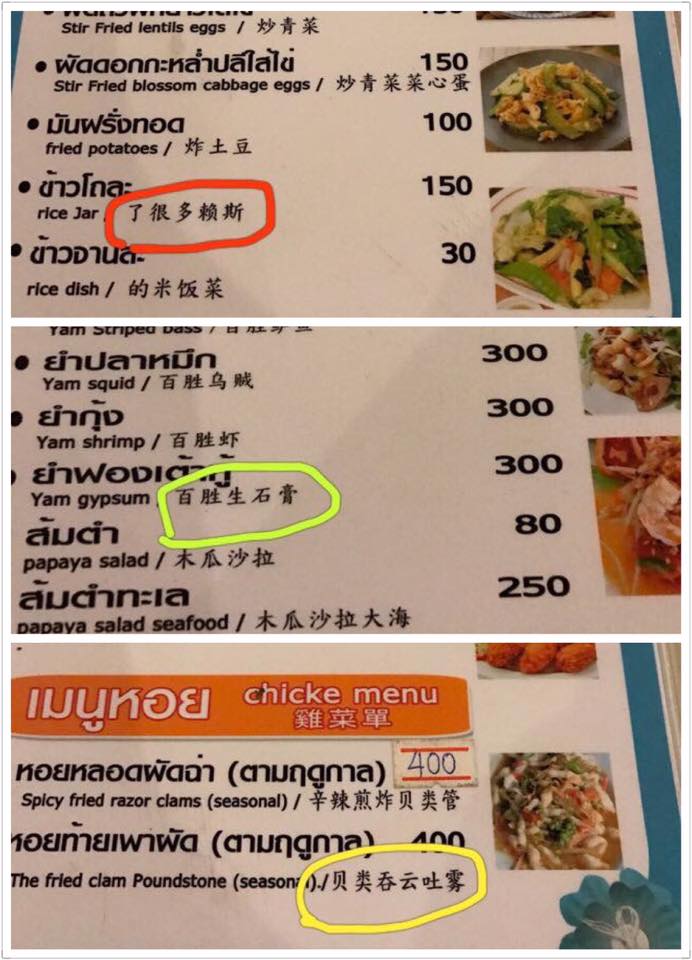 Stir Fried lentils eggs / 炒青菜
• ผัดดอกกะหล่ำปลีใส่ไข่ 150
Stir Fried blossom cabbage eggs / 炒青菜菜心蛋
• มันฝรั่งทอด 100
fried potatoes / 炸土豆
• ข้าวโถละ 150
rice Jar / 了很多赖斯
• ข้าวจานละ 30
rice dish / 的米饭菜
Yam Striped bass /
• ยำปลาหมึก 300
Yam squid / 百胜乌贼
• ยำกุ้ง 300
Yam shrimp / 百胜虾
ยำฟองเต้าหู้ 300
Yam gypsum / 百胜生石膏
ส้มตำ 80
papaya salad / 木瓜沙拉
ส้มตำทะเล 250
papaya salad seafood / 木瓜沙拉大海
เมนูหอย chicke menu
雞菜單
หอยหลอดผัดฉ่า (ตามฤดูกาล) 400
Spicy fried razor clams (seasonal) / 辛辣煎炸贝类管
หอยท้ายเพาผัด (ตามฤดูกาล) 400
The fried clam Poundstone (seasonal)./贝类吞云吐雾